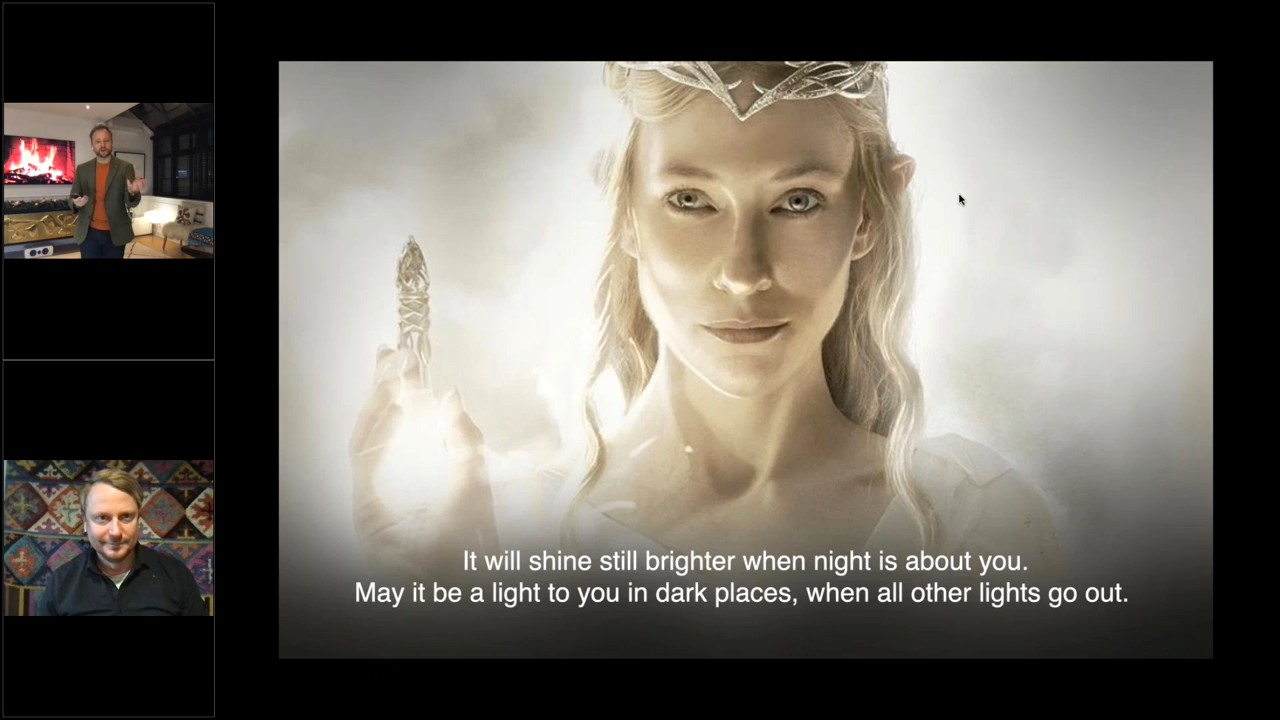 It will shine still brighter when night is about you.
May it be a light to you in dark places, when all other lights go out.